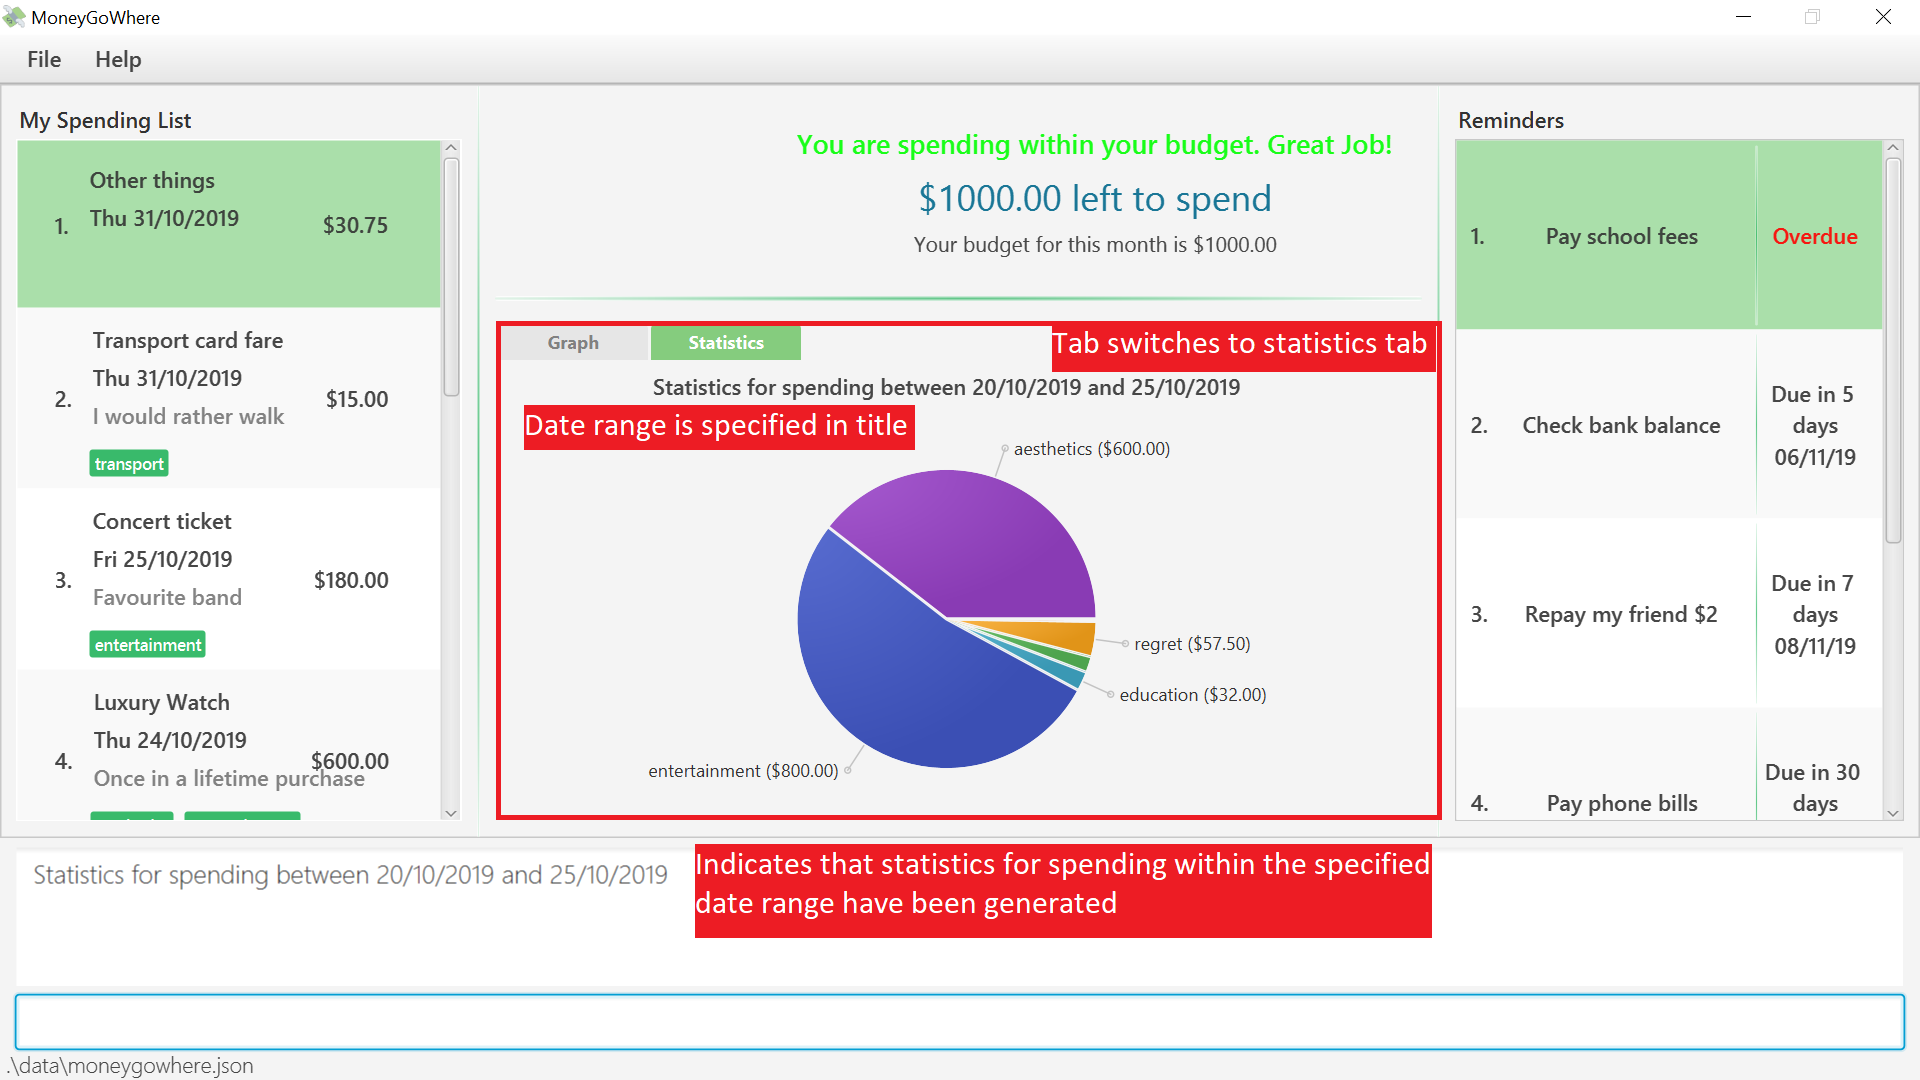 MoneyGoWhere
File Help
My Spending List
1.
Other things
Thu 31/10/2019
$30.75
2.
Transport card fare
Thu 31/10/2019
I would rather walk
$15.00
transport
3.
Concert ticket
Fri 25/10/2019
Favourite band
$180.00
entertainment
4.
Luxury Watch
Thu 24/10/2019
$600.00
Once in a lifetime purchase
You are spending within your budget. Great Job!
$1000.00 left to spend
Your budget for this month is $1000.00
Graph Statistics
Tab switches to statistics tab
Statistics for spending between 20/10/2019 and 25/10/2019
Date range is specified in title
aesthetics ($600.00)
regret ($57.50)
education ($32.00)
entertainment ($800.00)
Reminders
1. Pay school fees Overdue
2. Check bank balance
Due in 5
days
06/11/19
3. Repay my friend $2
Due in 7
days
08/11/19
4. Pay phone bills
Due in 30
days
Statistics for spending between 20/10/2019 and 25/10/2019
Indicates that statistics for spending within the specified
date range have been generated
.\data\moneygowhere.json